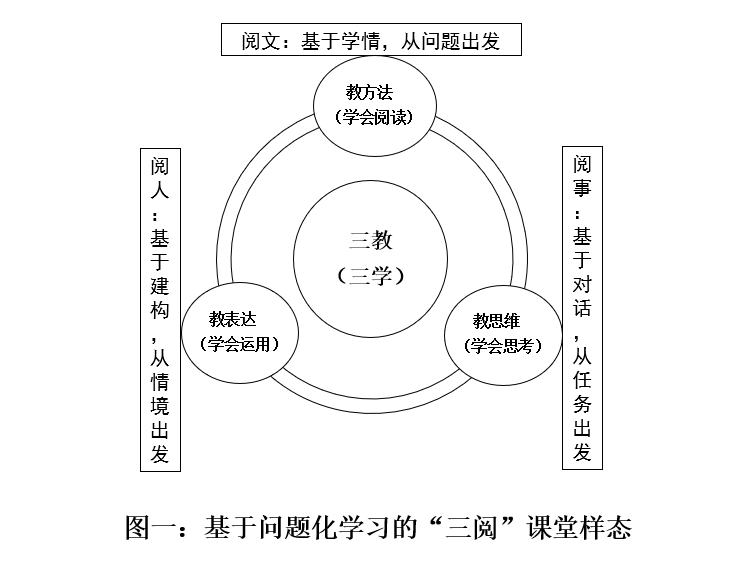 阅文：基于学情，从问题出发
教方法
（学会阅读）
阅人：基于建构，从情境出发
阅事：基于对话，从任务出发
三教
（三学）
教表达
（学会运用）
教思维
（学会思考）
图一：基于问题化学习的“三阅”课堂样态